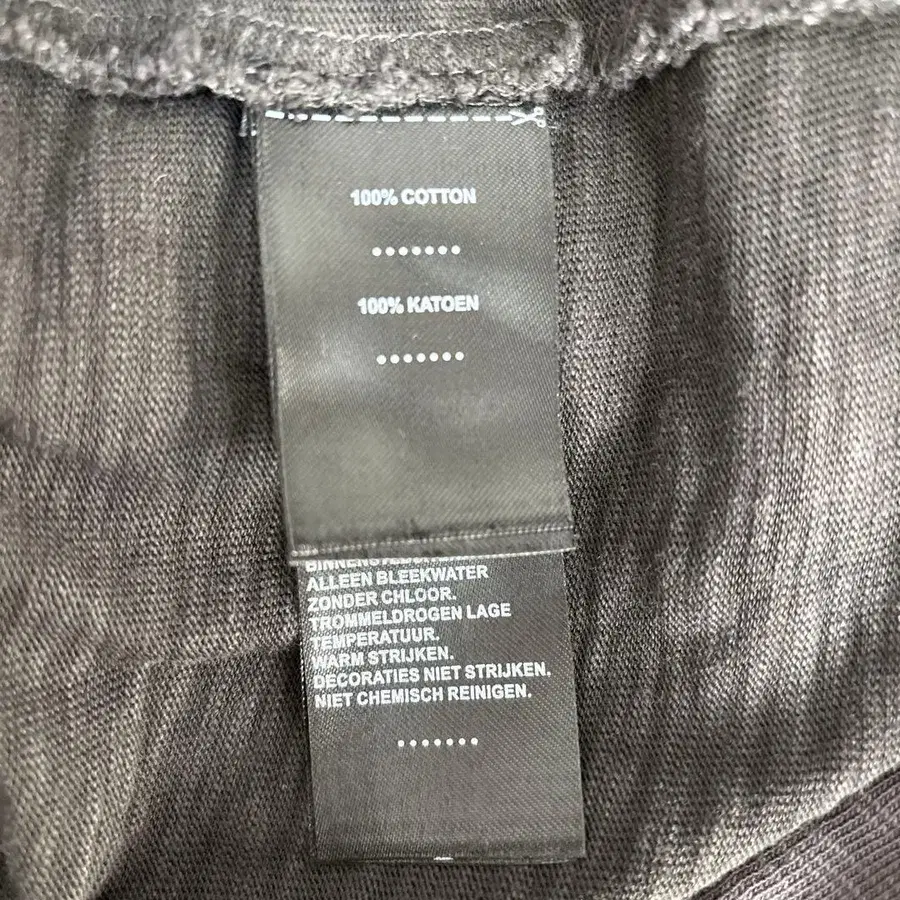 100% COTTON
100% KATOEN
ALLEEN BLEEKWATER
ZONDER CHLOOR.
TROMMELDROGEN LAGE
TEMPERATUUR.
WARM STRIJKEN.
DECORATIES NIET STRIJKEN.
NIET CHEMISCH REINIGEN.